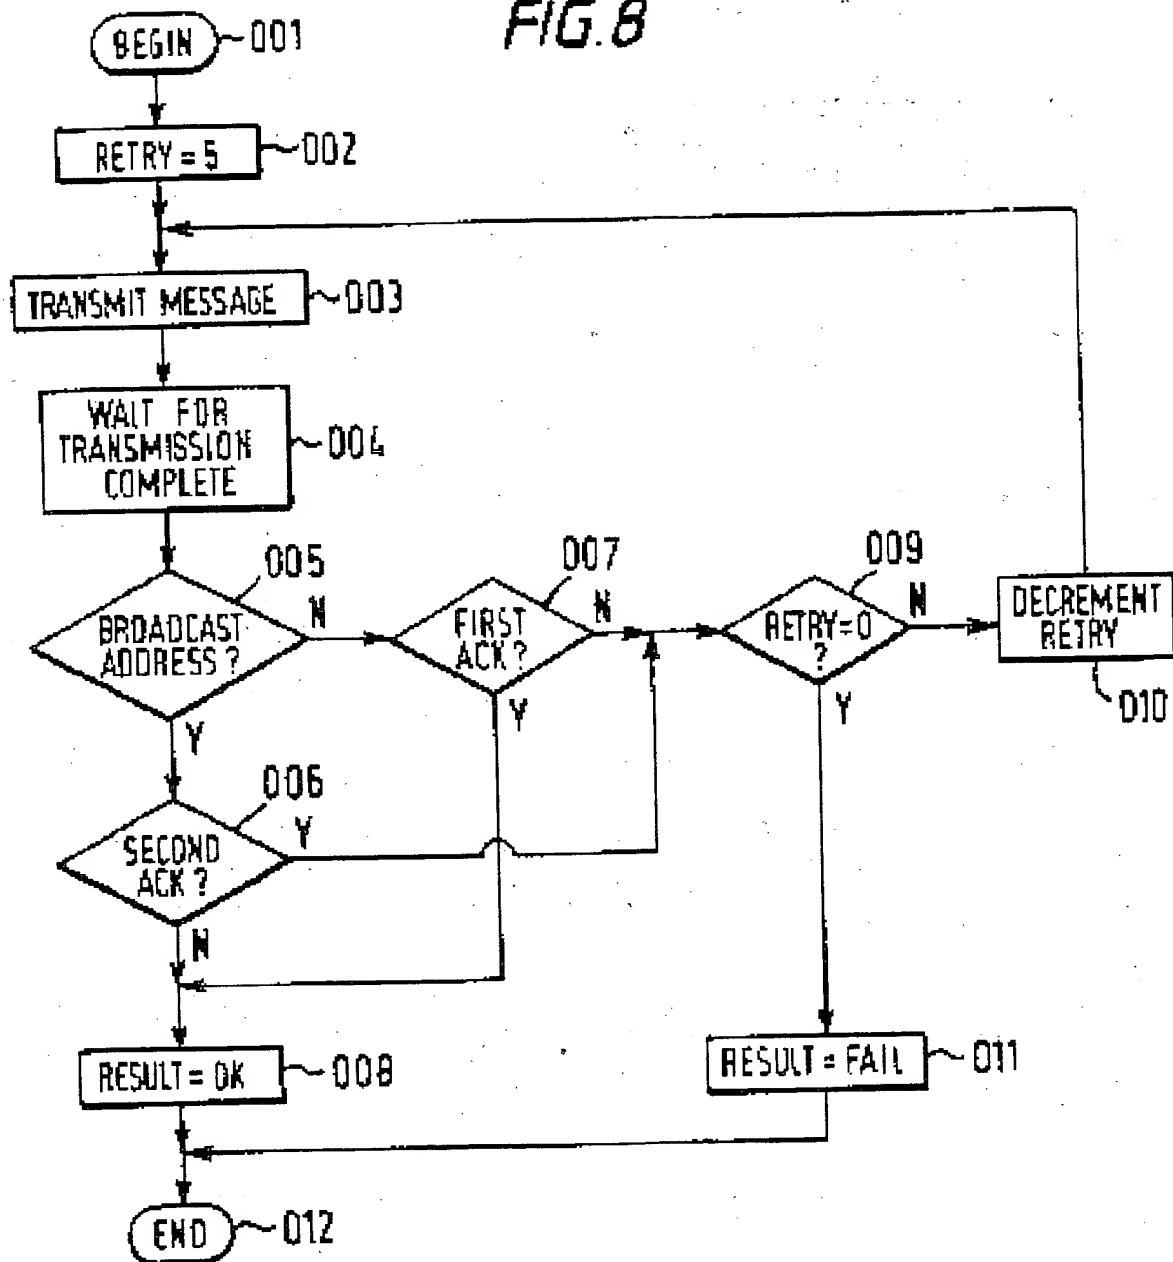 FIG. 8
BEGIN
001
RETRY = 5
002
TRANSMIT MESSAGE
003
WAIT FOR
TRANSMISSION
COMPLETE
004
BROADCAST
ADDRESS ?
005
N
Y
FIRST
ACK ?
007
N
Y
RETRY = 0
?
009
N
Y
DECREMENT
RETRY
010
SECOND
ACK ?
006
Y
N
RESULT = OK
008
RESULT = FAIL
011
END
012